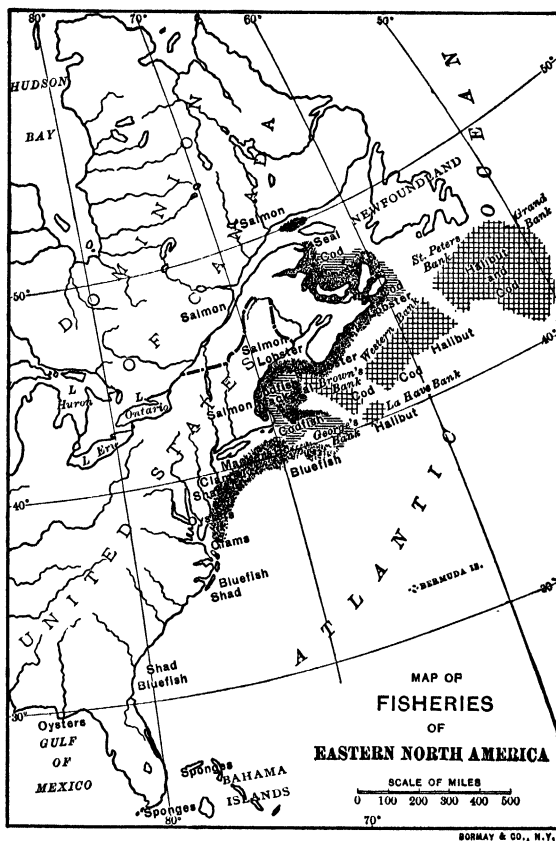 80°
70°
60°
50°
HUDSON
BAY
50°
DOMINION
OF
CANADA
OCEAN
NEWFOUNDLAND
Salmon
Seal
Cod
St. Peters
Bank
Grand
Bank
Halibut
and
Cod
50°
Salmon
Lobster
Western Bank
40°
Salmon
Lobster
Brown's
Bank
Halibut
Cod
Cod
La Have Bank
L
Huron
L
Ontario
L Erie
Salmon
Codfish
George's
Bank
Halibut
Bluefish
Clams
Shad
40°
Oysters
Clams
Bluefish
Shad
UNITED STATES
ATLANTIC
BERMUDA IS.
30°
Shad
Bluefish
30°
Oysters
GULF
OF
MEXICO
Sponges
BAHAMA
ISLANDS
Sponges
80°
70°
MAP OF
FISHERIES
OF
EASTERN NORTH AMERICA
SCALE OF MILES
0 100 200 300 400 500
BORMAY & CO., N.Y.